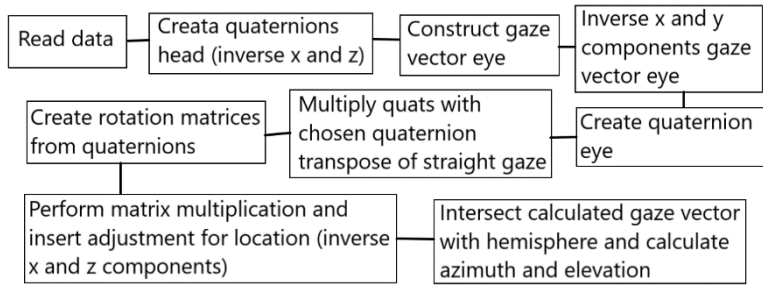 Read data
Creata quaternions
head (inverse x and z)
Construct gaze
vector eye
Inverse x and y
components gaze
vector eye
Create quaternion
eye
Multiply quats with
chosen quaternion
transpose of straight gaze
Create rotation matrices
from quaternions
Perform matrix multiplication and
insert adjustment for location (inverse
x and z components)
Intersect calculated gaze vector
with hemisphere and calculate
azimuth and elevation